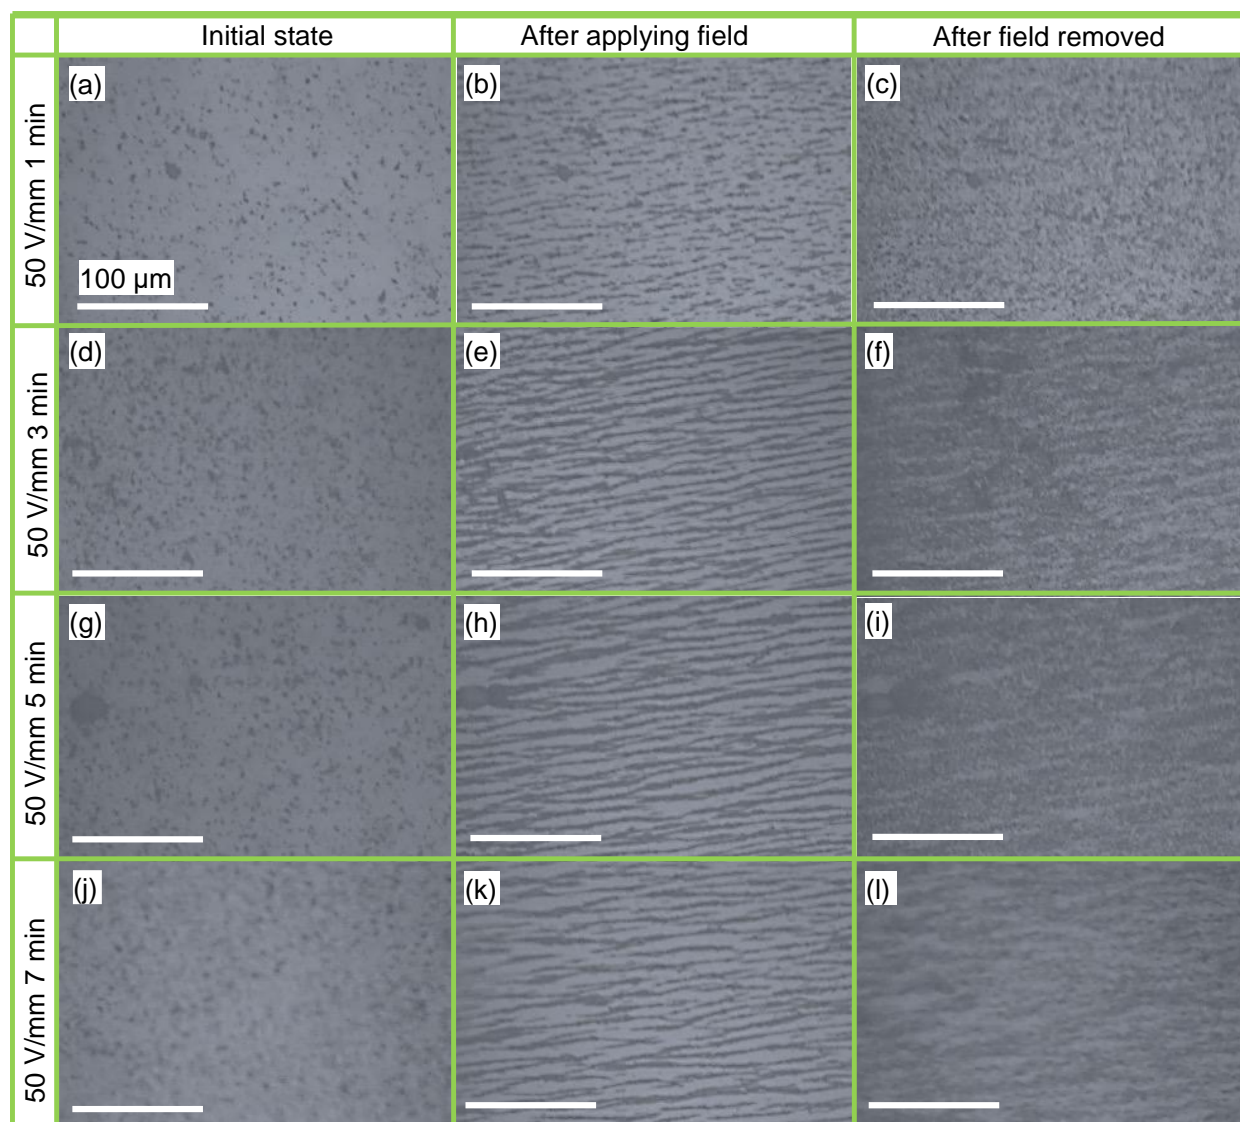 Initial state
After applying field
After field removed
50 V/mm 1 min
(a)
(b)
(c)
100 µm
50 V/mm 3 min
(d)
(e)
(f)
50 V/mm 5 min
(g)
(h)
(i)
50 V/mm 7 min
(j)
(k)
(l)